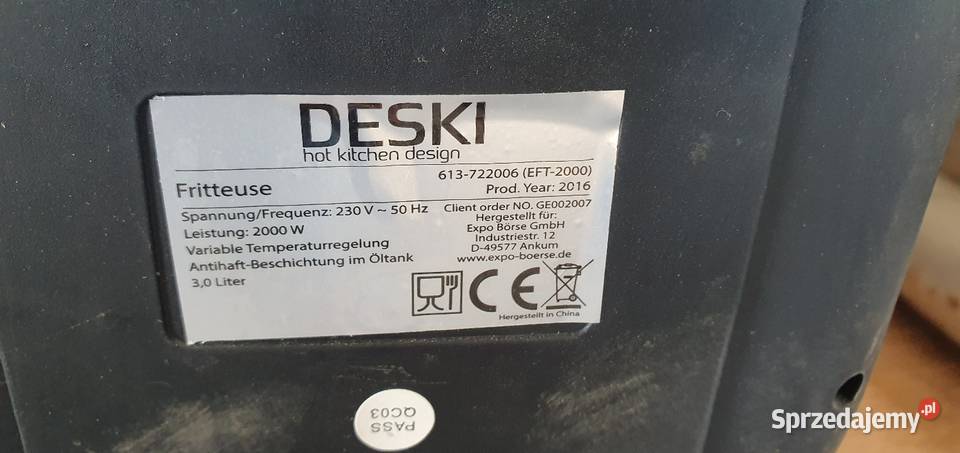 DESKI
hot kitchen design
Fritteuse
613-722006 (EFT-2000)
Prod. Year: 2016
Spannung/Frequenz: 230 V ~ 50 Hz
Leistung: 2000 W
Variable Temperaturregelung
Antihaft-Beschichtung im Öltank
3,0 Liter
Client order NO. GE002007
Hergestellt für:
Expo Börse GmbH
Industriestr. 12
D-49577 Ankum
www.expo-boerse.de
CE
Hergestellt in China
PASS
QC03
Sprzedajemy.pl